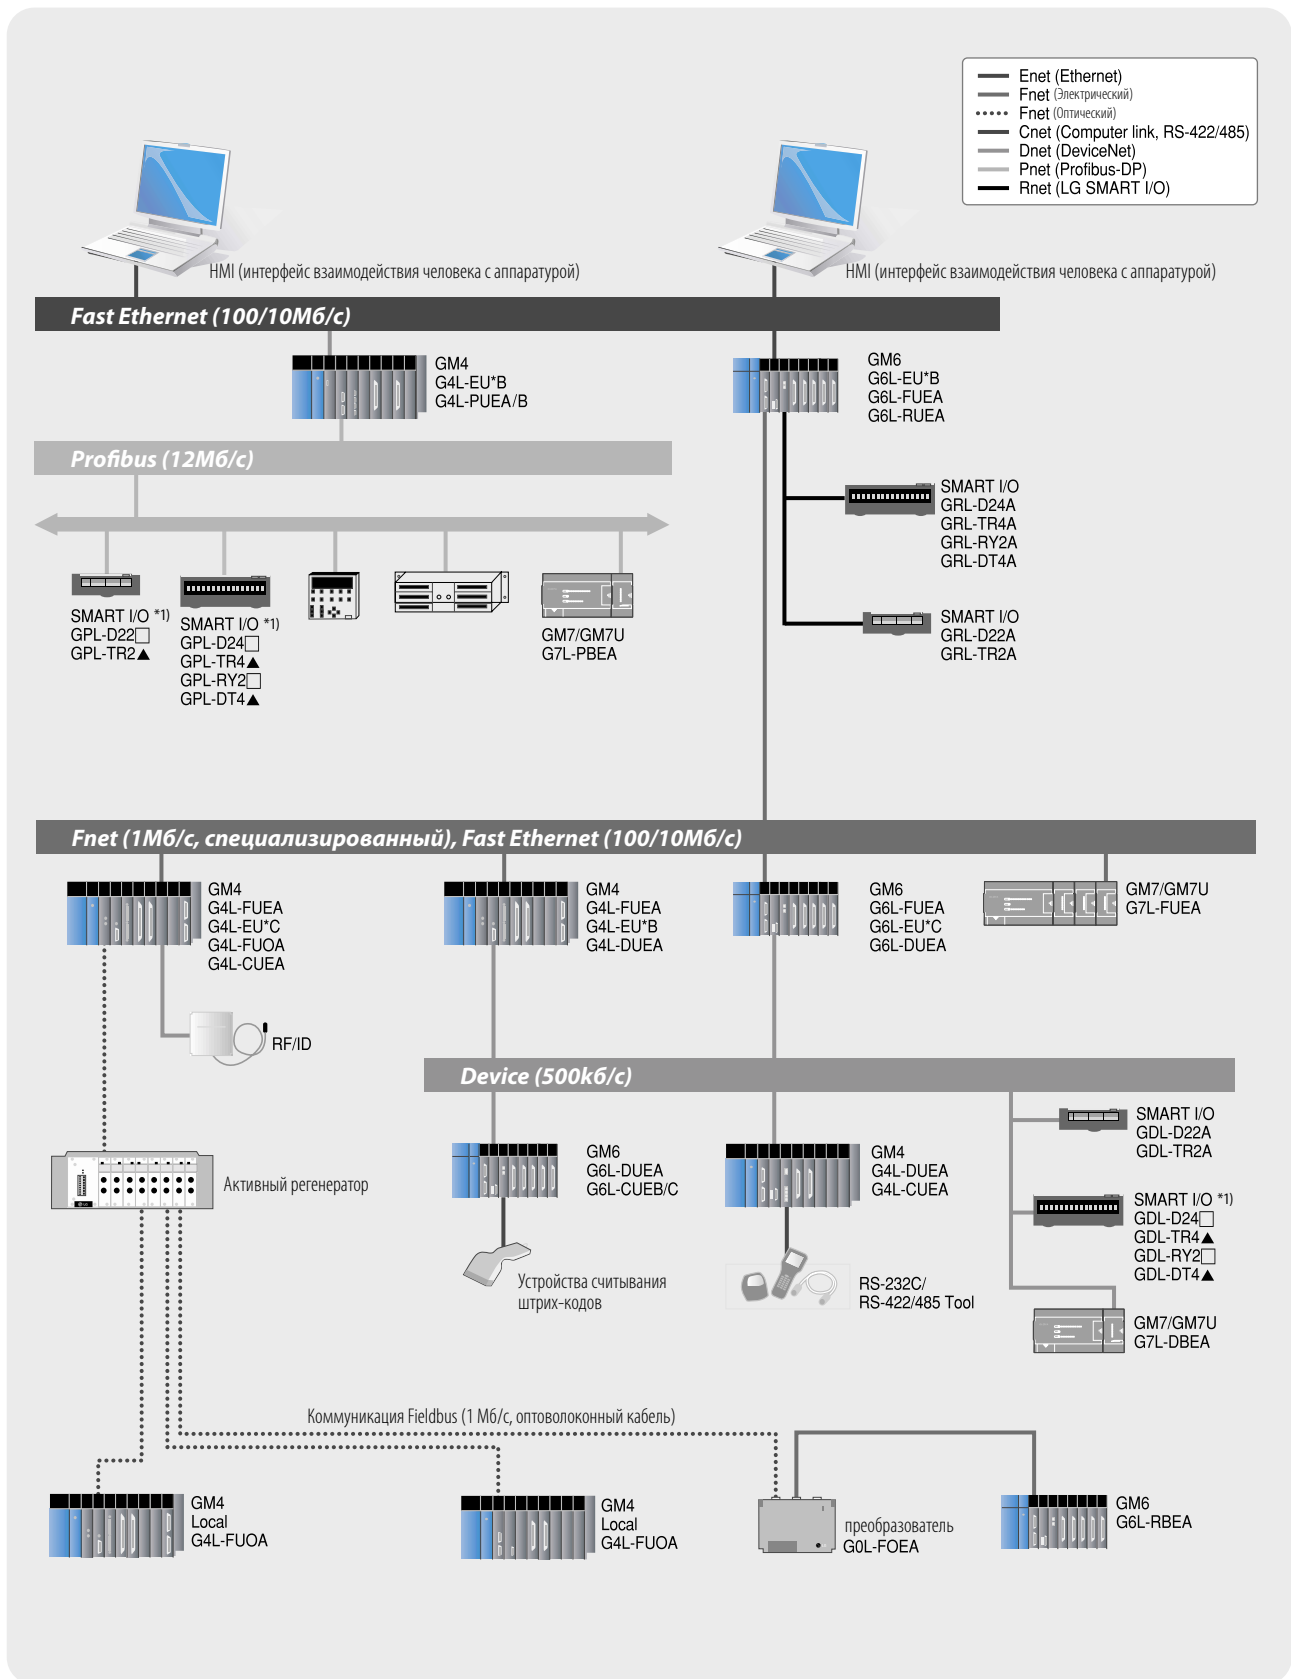 Enet (Ethernet)
Fnet (Электрический)
Fnet (Оптический)
Cnet (Computer link, RS-422/485)
Dnet (DeviceNet)
Pnet (Profibus-DP)
Rnet (LG SMART I/O)
HMI (интерфейс взаимодействия человека с аппаратурой)
HMI (интерфейс взаимодействия человека с аппаратурой)
Fast Ethernet (100/10Мб/с)
GM4
G4L-EU*B
G4L-PUEA/B
GM6
G6L-EU*B
G6L-FUEA
G6L-RUEA
Profibus (12Мб/с)
SMART I/O
GRL-D24A
GRL-TR4A
GRL-RY2A
GRL-DT4A
SMART I/O *1)
GPL-D22□
GPL-TR2▲
SMART I/O *1)
GPL-D24□
GPL-TR4▲
GPL-RY2□
GPL-DT4▲
GM7/GM7U
G7L-PBEA
SMART I/O
GRL-D22A
GRL-TR2A
Fnet (1Мб/с, специализированный), Fast Ethernet (100/10Мб/с)
GM4
G4L-FUEA
G4L-EU*C
G4L-FUOA
G4L-CUEA
GM4
G4L-FUEA
G4L-EU*B
G4L-DUEA
GM6
G6L-FUEA
G6L-EU*C
G6L-DUEA
GM7/GM7U
G7L-FUEA
RF/ID
Device (500kб/с)
SMART I/O
GDL-D22A
GDL-TR2A
GM6
G6L-DUEA
G6L-CUEB/C
GM4
G4L-DUEA
G4L-CUEA
Активный регенератор
SMART I/O *1)
GDL-D24□
GDL-TR4▲
GDL-RY2□
GDL-DT4▲
Устройства считывания
штрих-кодов
RS-232C/
RS-422/485 Tool
GM7/GM7U
G7L-DBEA
Коммуникация Fieldbus (1 Мб/с, оптоволоконный кабель)
GM4
Local
G4L-FUOA
GM4
Local
G4L-FUOA
преобразователь
G0L-FOEA
GM6
G6L-RBEA